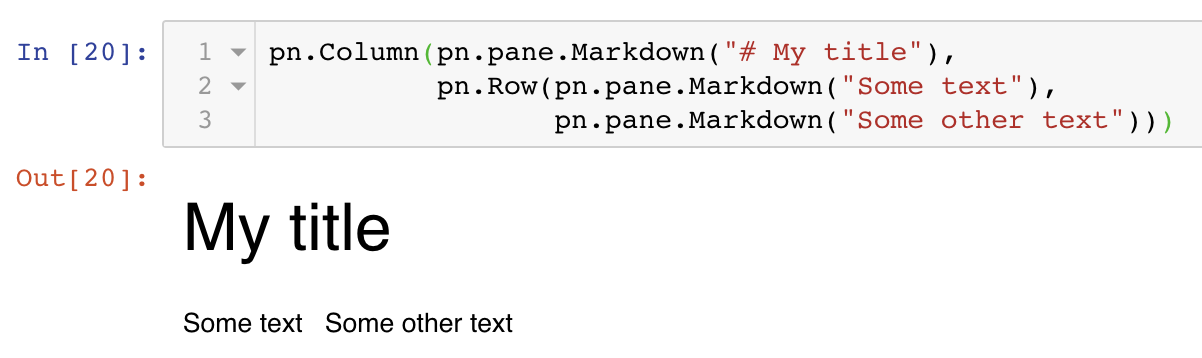 In [20]: 1 pn.Column(pn.pane.Markdown("# My title"),
2 pn.Row(pn.pane.Markdown("Some text"),
3 pn.pane.Markdown("Some other text")))
Out[20]:
My title
Some text Some other text